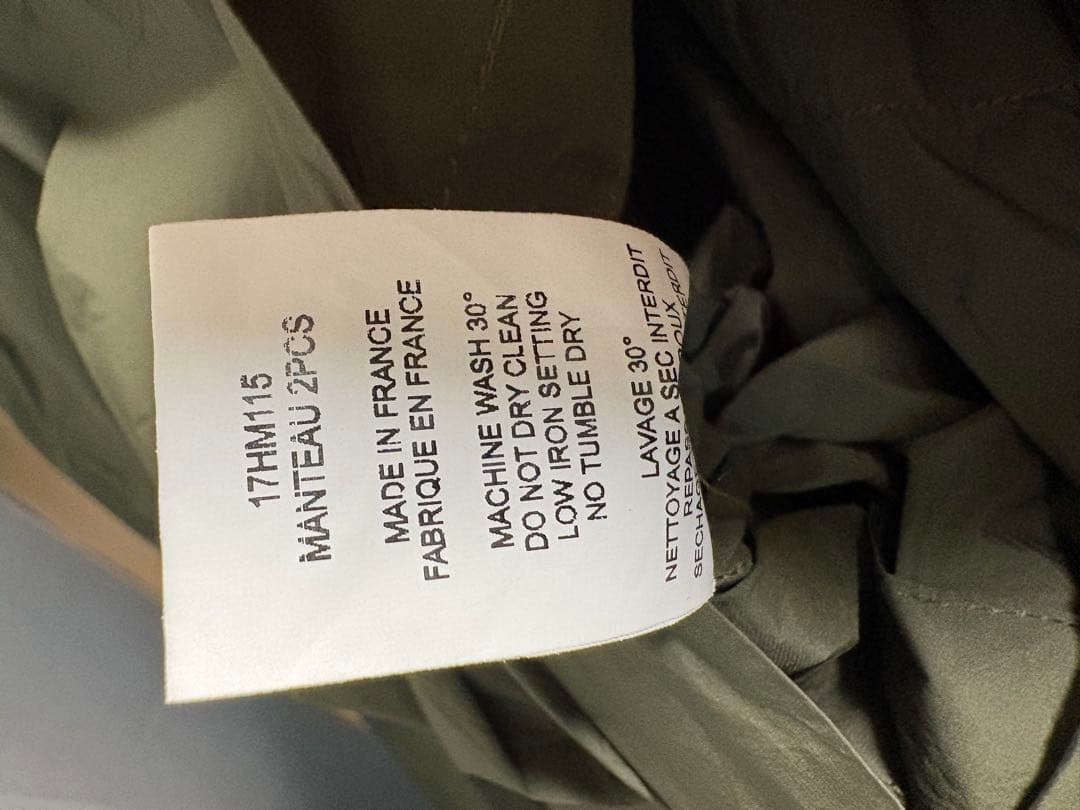 17HM115
MANTEAU 2PCS
MADE IN FRANCE
FABRIQUE EN FRANCE
MACHINE WASH 30°
DO NOT DRY CLEAN
LOW IRON SETTING
NO TUMBLE DRY
LAVAGE 30°
NETTOYAGE A SEC INTERDIT